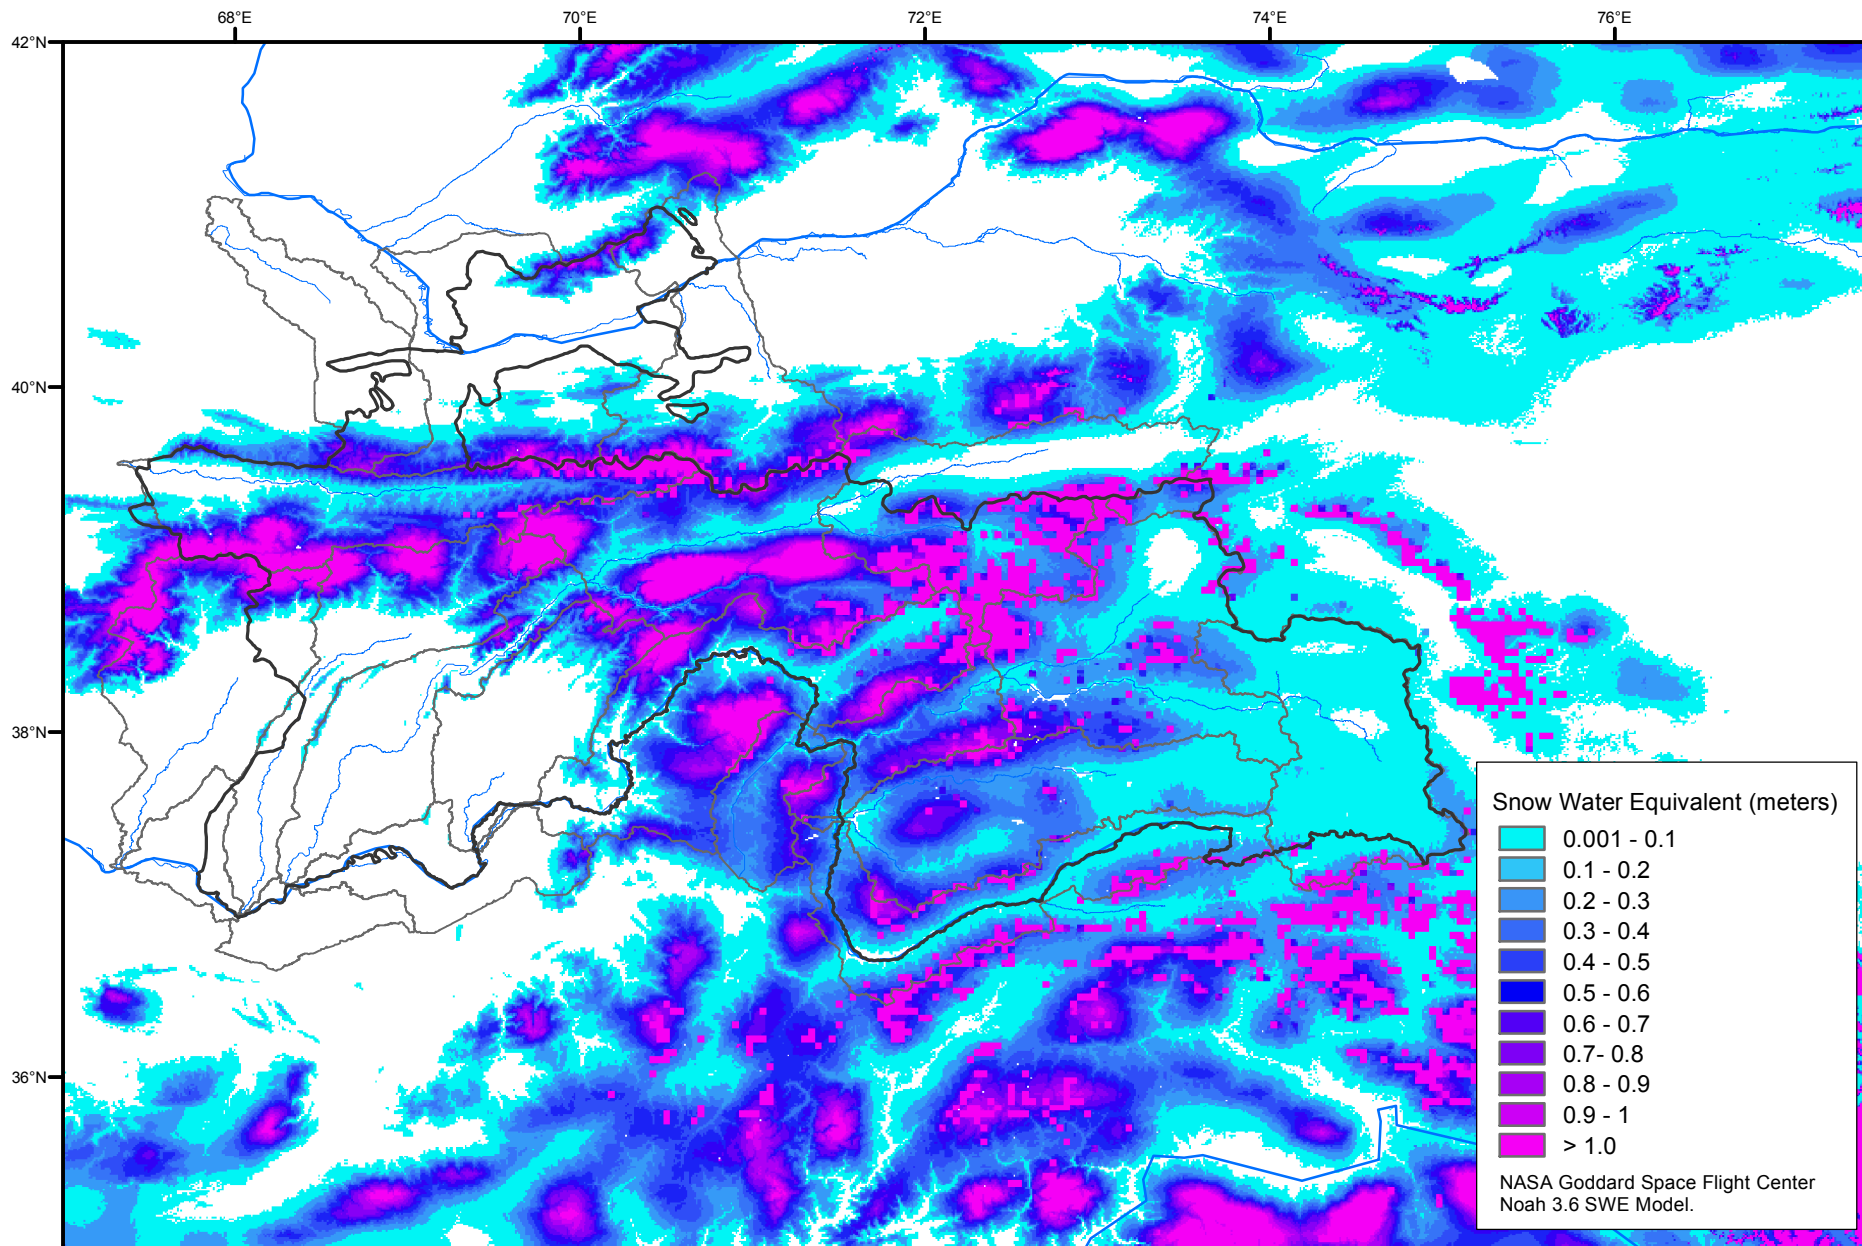 68°E 70°E 72°E 74°E 76°E
42°N
40°N
38°N
36°N
Snow Water Equivalent (meters)
0.001 - 0.1
0.1 - 0.2
0.2 - 0.3
0.3 - 0.4
0.4 - 0.5
0.5 - 0.6
0.6 - 0.7
0.7- 0.8
0.8 - 0.9
0.9 - 1
> 1.0
NASA Goddard Space Flight Center
Noah 3.6 SWE Model.